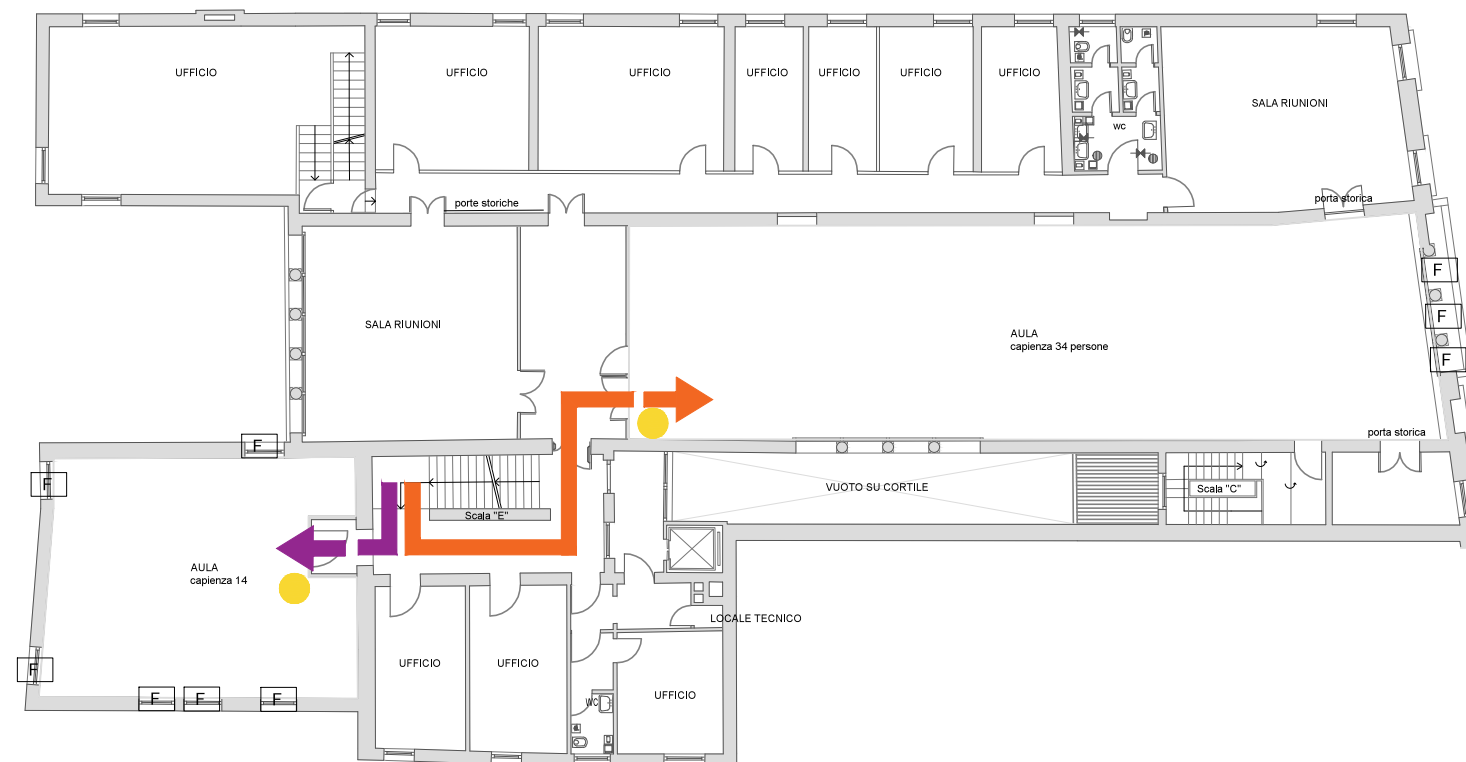 UFFICIO
UFFICIO
UFFICIO
UFFICIO
UFFICIO
UFFICIO
UFFICIO
SALA RIUNIONI
wc
porte storiche
porta storica
F
F
F
SALA RIUNIONI
AULA
capienza 34 persone
porta storica
F
F
VUOTO SU CORTILE
Scala "E"
Scala "C"
AULA
capienza 14
LOCALE TECNICO
UFFICIO
UFFICIO
UFFICIO
WC
F
F
F
F